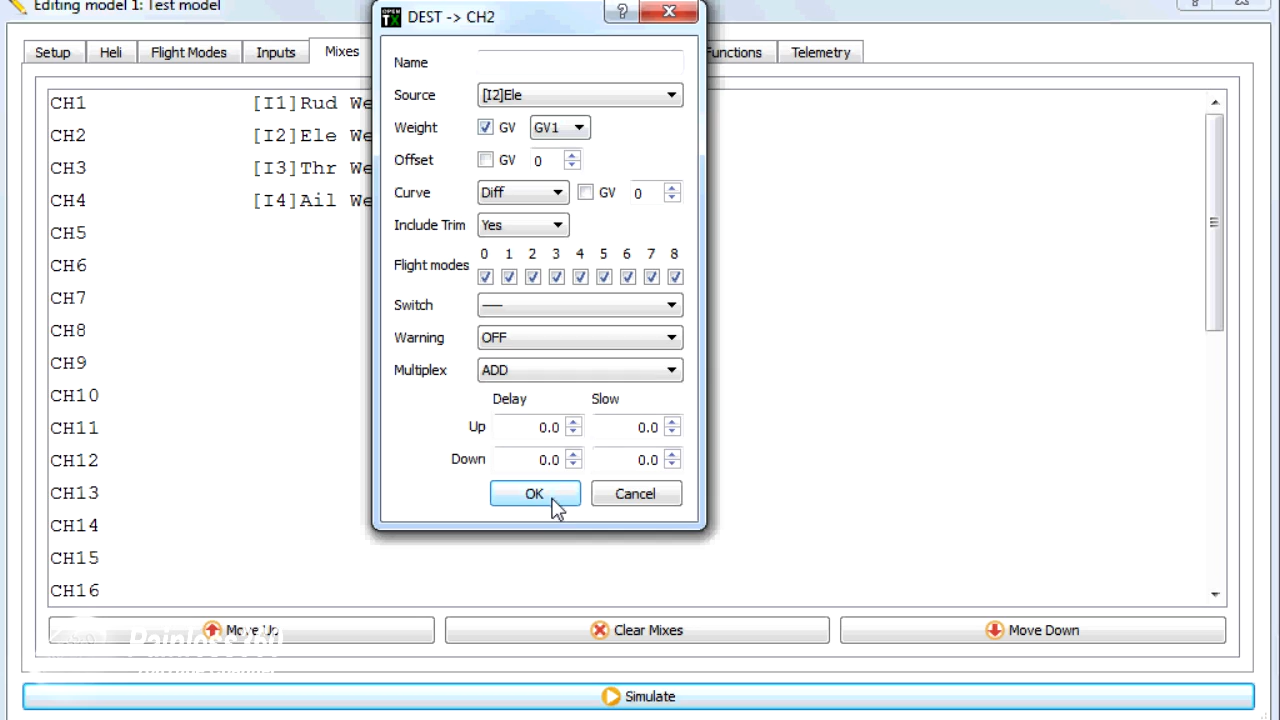 Editing model 1: Test model
OPEN TX DEST -> CH2
?
Setup Heli Flight Modes Inputs Mixes Functions Telemetry
Name
Source [I2]Ele
Weight GV GV1
Offset GV 0
Curve Diff GV 0
Include Trim Yes
0 1 2 3 4 5 6 7 8
Flight modes
Switch ----
Warning OFF
Multiplex ADD
Delay Slow
Up 0.0 0.0
Down 0.0 0.0
OK Cancel
CH1 [I1]Rud We
CH2 [I2]Ele We
CH3 [I3]Thr We
CH4 [I4]Ail We
CH5
CH6
CH7
CH8
CH9
CH10
CH11
CH12
CH13
CH14
CH15
CH16
Move Up Clear Mixes Move Down
Painless360
Simulate